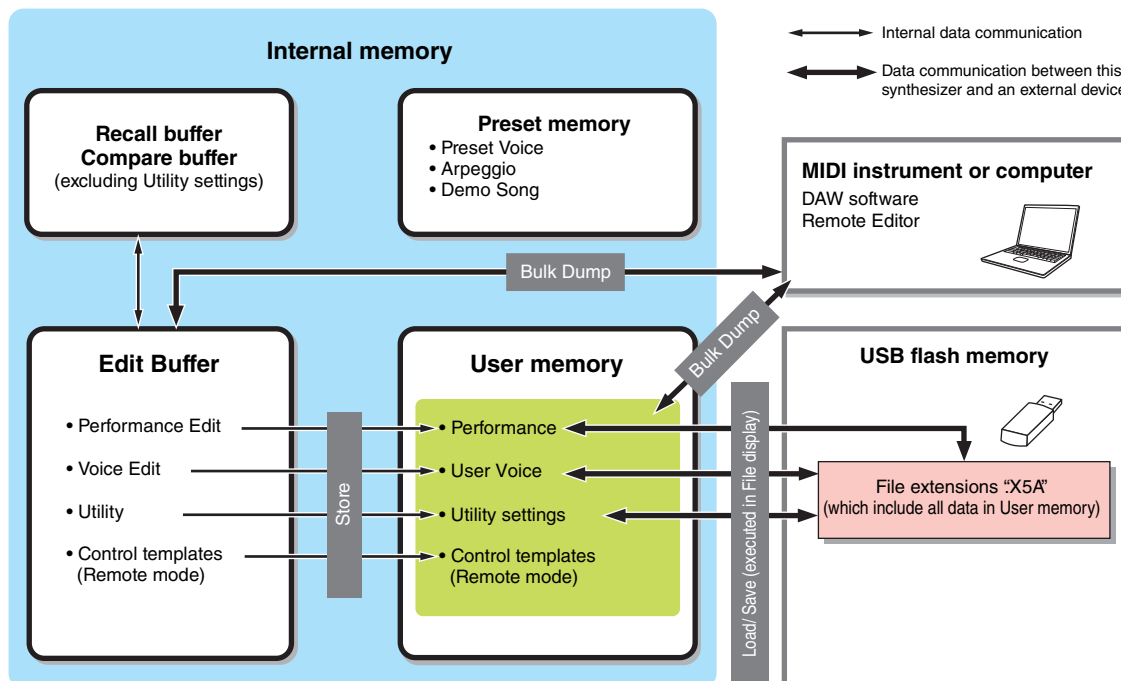 Internal memory
Internal data communication
Data communication between this
synthesizer and an external device
Recall buffer
Compare buffer
(excluding Utility settings)
Preset memory
• Preset Voice
• Arpeggio
• Demo Song
MIDI instrument or computer
DAW software
Remote Editor
Bulk Dump
Bulk Dump
Edit Buffer
• Performance Edit
• Voice Edit
• Utility
• Control templates
(Remote mode)
Store
User memory
• Performance
• User Voice
• Utility settings
• Control templates
(Remote mode)
Load/ Save (executed in File display)
USB flash memory
File extensions “X5A”
(which include all data in User memory)